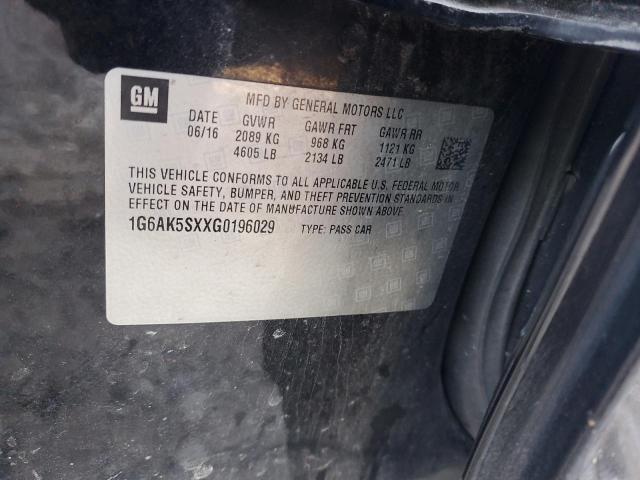 GM
MFD BY GENERAL MOTORS LLC
DATE GVWR GAWR FRT GAWR RR
06/16 2089 KG 968 KG 1121 KG
4605 LB 2134 LB 2471 LB
THIS VEHICLE CONFORMS TO ALL APPLICABLE U.S. FEDERAL MOTOR
VEHICLE SAFETY, BUMPER, AND THEFT PREVENTION STANDARDS IN
EFFECT ON THE DATE OF MANUFACTURE SHOWN ABOVE.
1G6AK5SXXG0196029 TYPE: PASS CAR